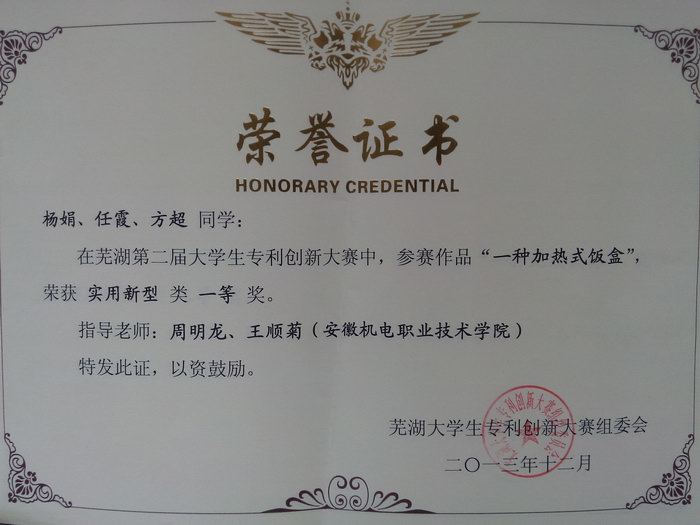 荣誉证书
HONORARY CREDENTIAL
杨娟、任霞、方超 同学：
在芜湖第二届大学生专利创新大赛中，参赛作品“一种加热式饭盒”，
荣获 实用新型 类 一等 奖。
指导老师：周明龙、王顺菊（安徽机电职业技术学院）
特发此证，以资鼓励。
芜湖大学生专利创新大赛组委会
二〇一三年十二月